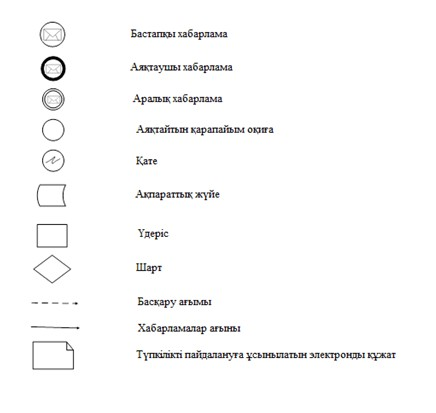 Бастапқы хабарлама
Аяқтаушы хабарлама
Аралық хабарлама
Аяқтайтын қарапайым оқиға
Қате
Ақпараттық жүйе
Үдеріс
Шарт
Басқару ағымы
Хабарламалар ағыны
Түпкілікті пайдалануға ұсынылатын электронды құжат